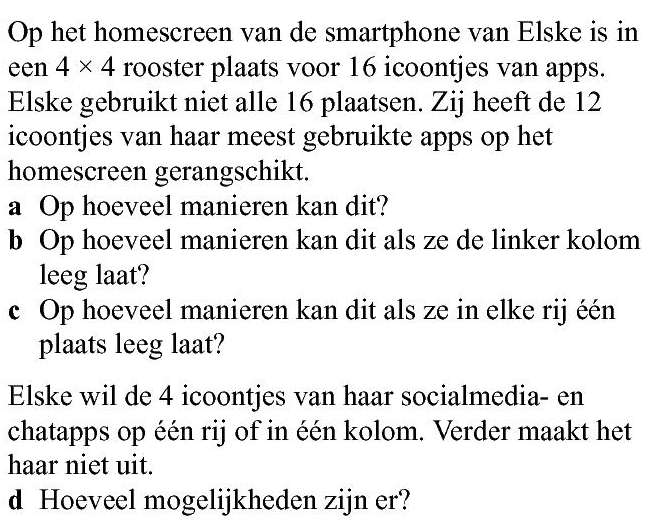 Op het homescreen van de smartphone van Elske is in
een 4 × 4 rooster plaats voor 16 icoontjes van apps.
Elske gebruikt niet alle 16 plaatsen. Zij heeft de 12
icoontjes van haar meest gebruikte apps op het
homescreen gerangschikt.
a Op hoeveel manieren kan dit?
b Op hoeveel manieren kan dit als ze de linker kolom
leeg laat?
c Op hoeveel manieren kan dit als ze in elke rij één
plaats leeg laat?
Elske wil de 4 icoontjes van haar socialmedia- en
chatapps op één rij of in één kolom. Verder maakt het
haar niet uit.
d Hoeveel mogelijkheden zijn er?